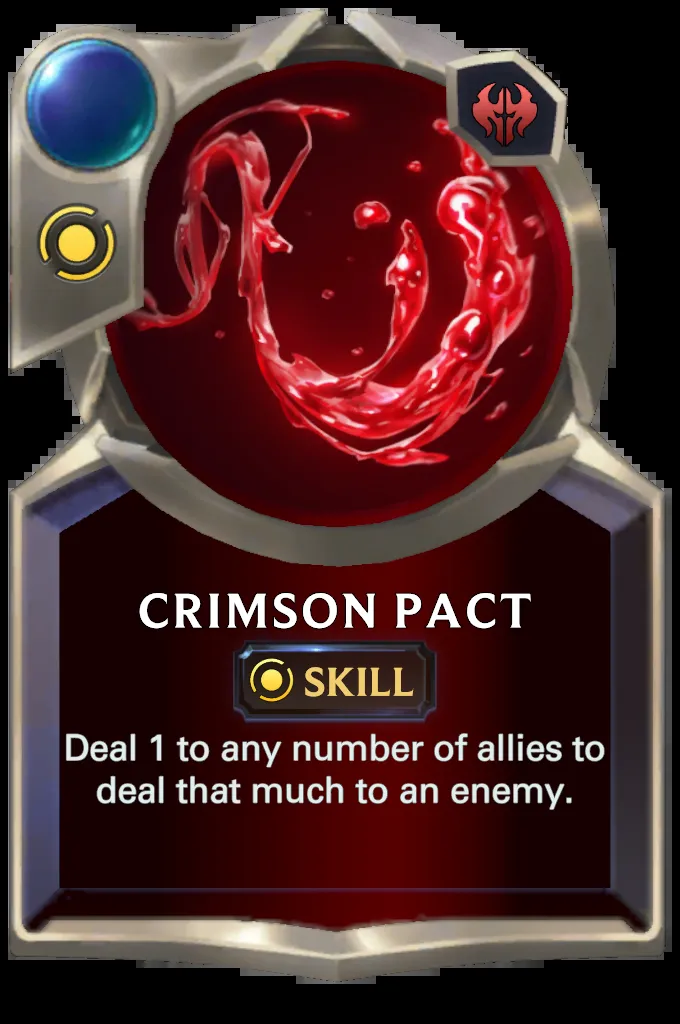 CRIMSON PACT
SKILL
Deal 1 to any number of allies to
deal that much to an enemy.